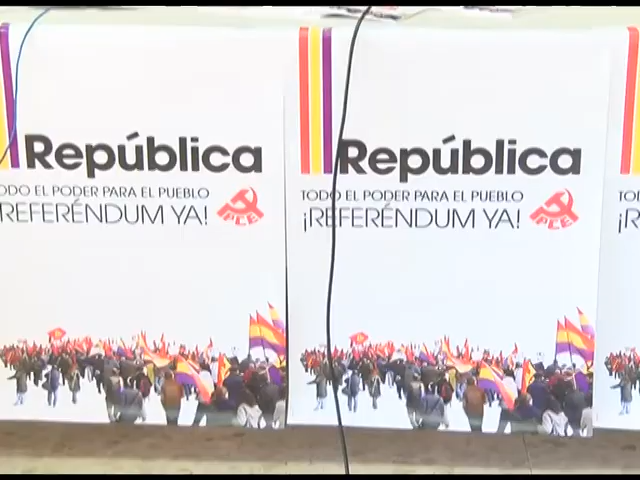 República
TODO EL PODER PARA EL PUEBLO
¡REFERÉNDUM YA!
PCE
República
TODO EL PODER PARA EL PUEBLO
¡REFERÉNDUM YA!
PCE
TOD
¡R